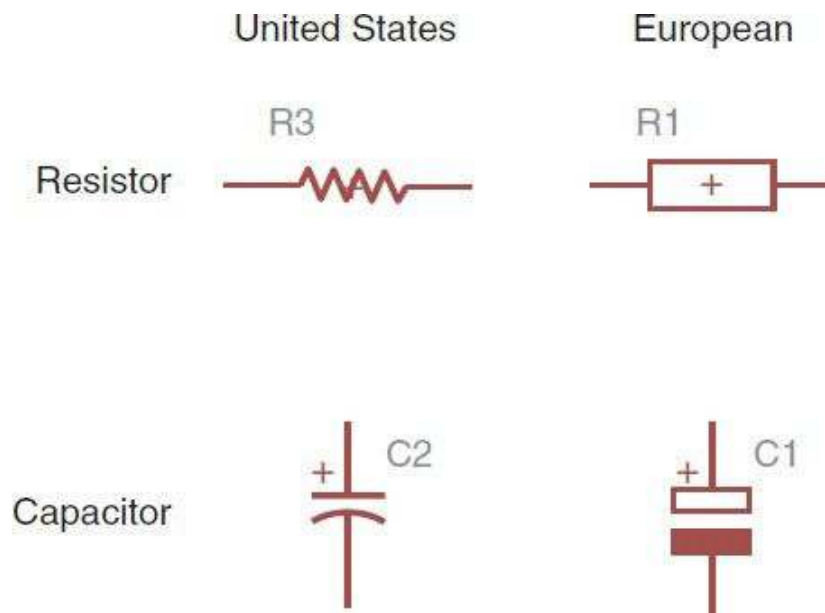 United States European
R3 R1
Resistor + +
+ C2 + C1
Capacitor